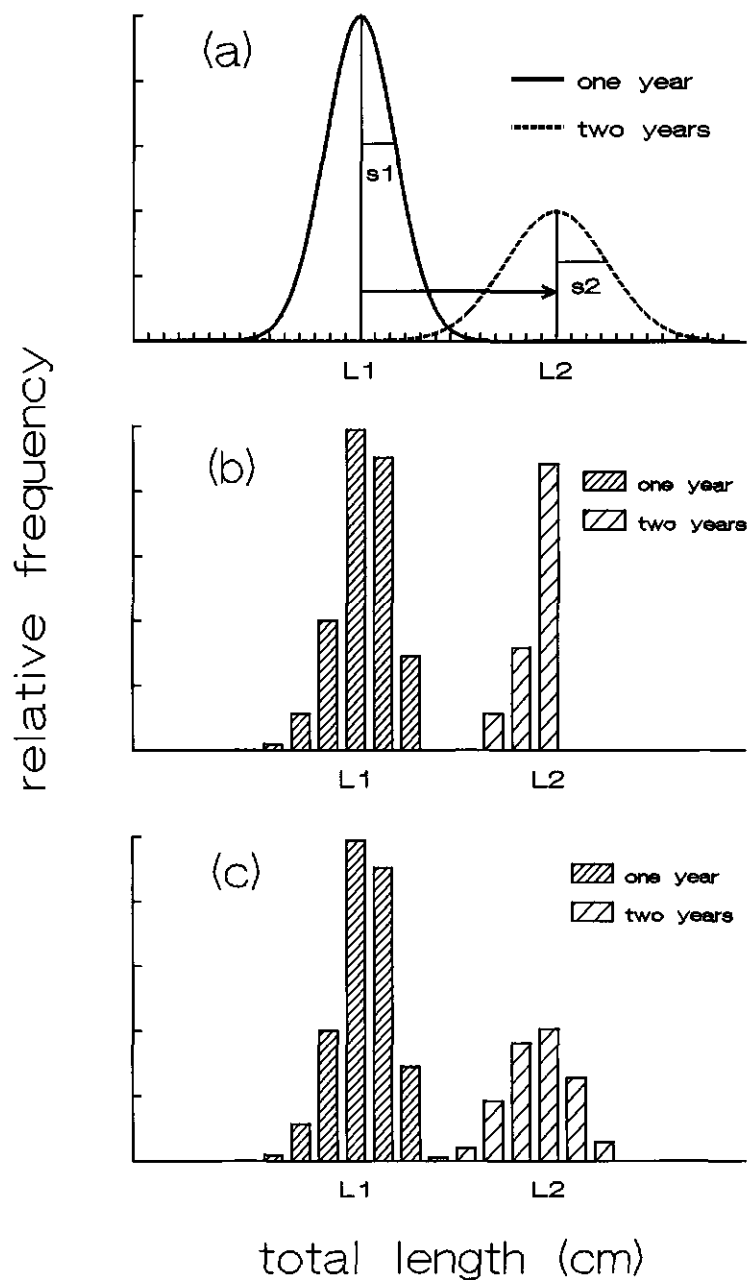 (a)
one year
two years
s1
s2
L1 L2
relative frequency
(b)
one year
two years
L1 L2
(c)
one year
two years
L1 L2
total length (cm)